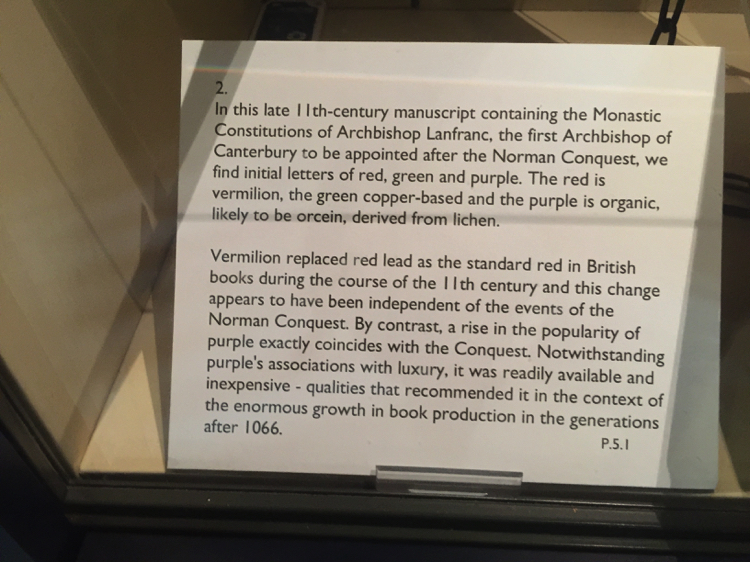 2.
In this late 11th-century manuscript containing the Monastic
Constitutions of Archbishop Lanfranc, the first Archbishop of
Canterbury to be appointed after the Norman Conquest, we
find initial letters of red, green and purple. The red is
vermilion, the green copper-based and the purple is organic,
likely to be orcein, derived from lichen.
Vermilion replaced red lead as the standard red in British
books during the course of the 11th century and this change
appears to have been independent of the events of the
Norman Conquest. By contrast, a rise in the popularity of
purple exactly coincides with the Conquest. Notwithstanding
purple's associations with luxury, it was readily available and
inexpensive - qualities that recommended it in the context of
the enormous growth in book production in the generations
after 1066.
P.5.1